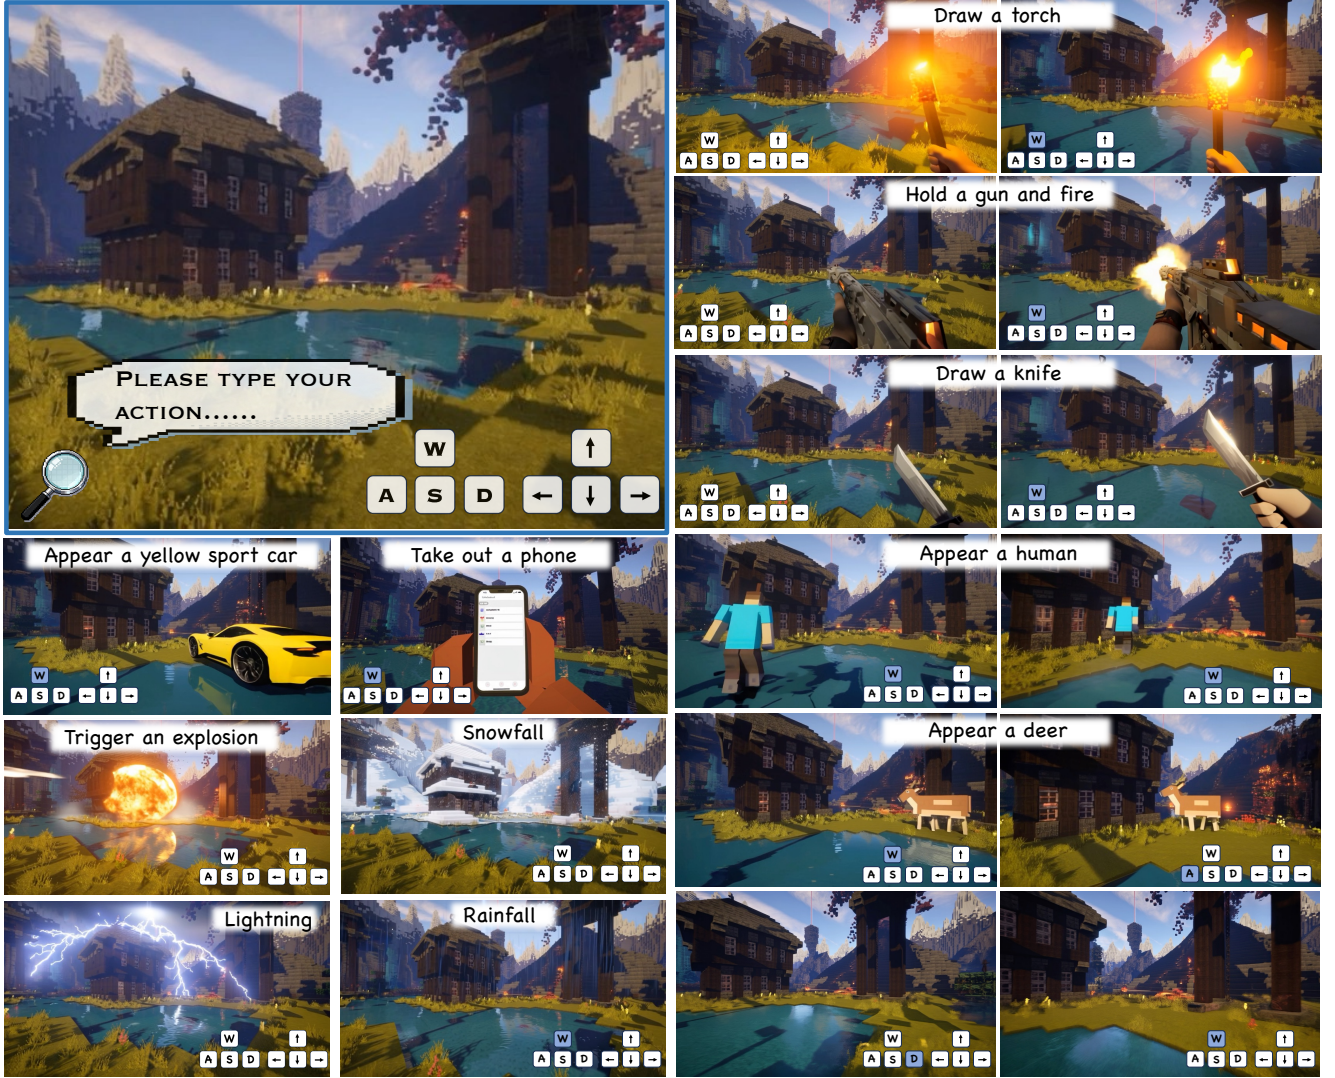 PLEASE TYPE YOUR
ACTION......
W
↑
A S D ← ↓ →
Draw a torch
W
↑
A S D ← ↓ →
W
↑
A S D ← ↓ →
Hold a gun and fire
W
↑
A S D ← ↓ →
W
↑
A S D ← ↓ →
Draw a knife
W
↑
A S D ← ↓ →
W
↑
A S D ← ↓ →
Appear a yellow sport car
W
↑
A S D ← ↓ →
Take out a phone
W
↑
A S D ← ↓ →
Appear a human
W
↑
A S D ← ↓ →
W
↑
A S D ← ↓ →
Trigger an explosion
W
↑
A S D ← ↓ →
Snowfall
W
↑
A S D ← ↓ →
Appear a deer
W
↑
A S D ← ↓ →
W
↑
A S D ← ↓ →
Lightning
W
↑
A S D ← ↓ →
Rainfall
W
↑
A S D ← ↓ →
W
↑
A S D ← ↓ →
W
↑
A S D ← ↓ →